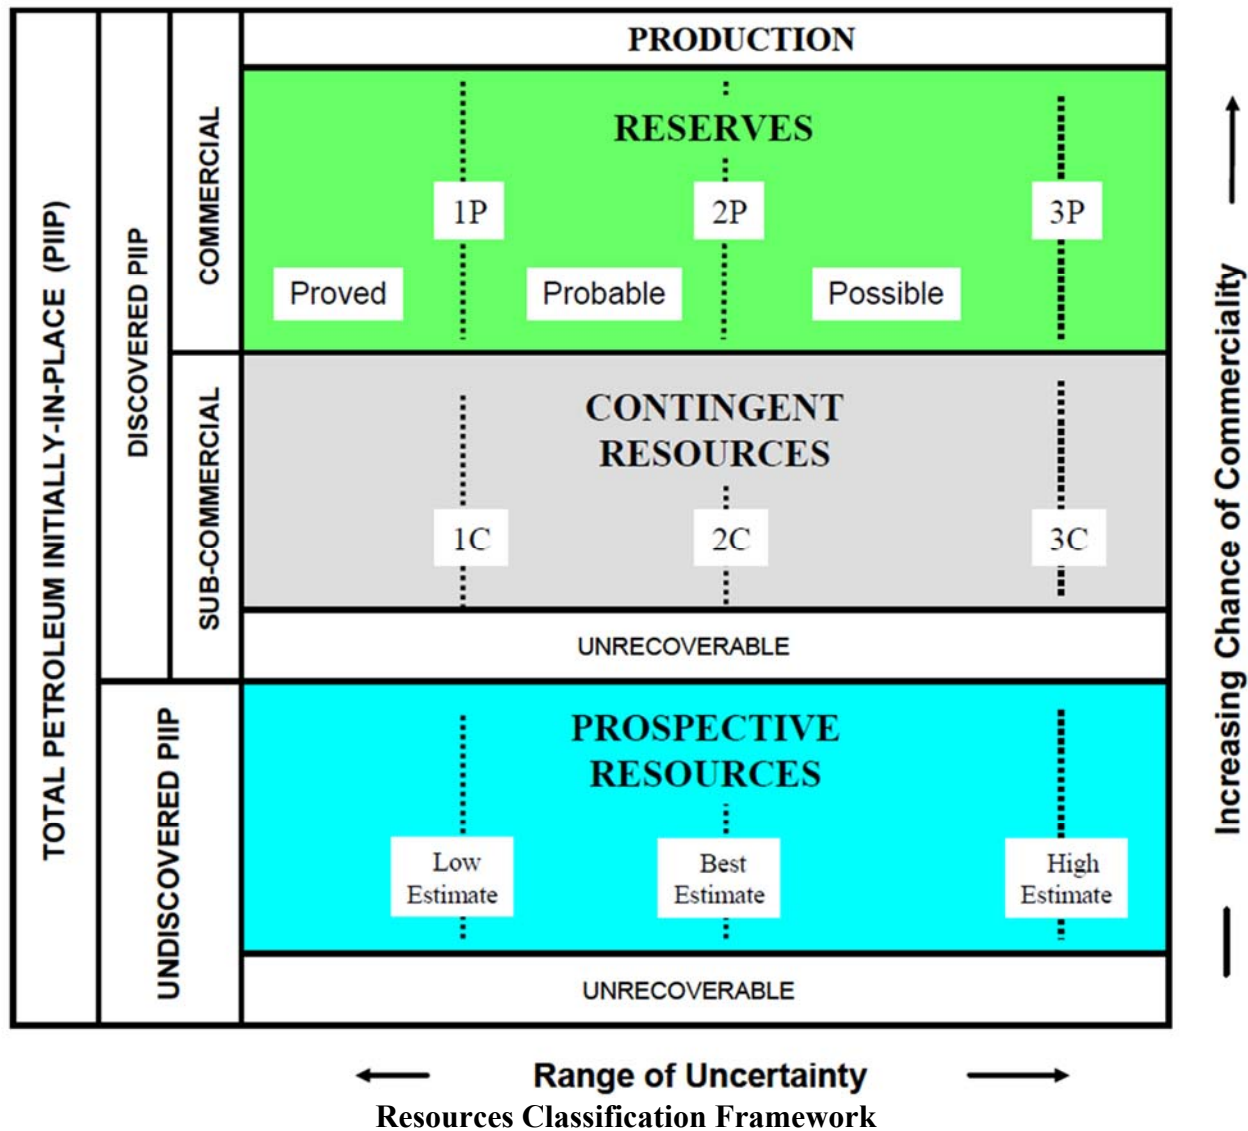 TOTAL PETROLEUM INITIALLY-IN-PLACE (PIIP)
DISCOVERED PIIP
UNDISCOVERED PIIP
COMMERCIAL
SUB-COMMERCIAL
PRODUCTION
RESERVES
1P
2P
3P
Proved
Probable
Possible
CONTINGENT
RESOURCES
1C
2C
3C
UNRECOVERABLE
PROSPECTIVE
RESOURCES
Low
Estimate
Best
Estimate
High
Estimate
UNRECOVERABLE
Increasing Chance of Commerciality
Range of Uncertainty
Resources Classification Framework